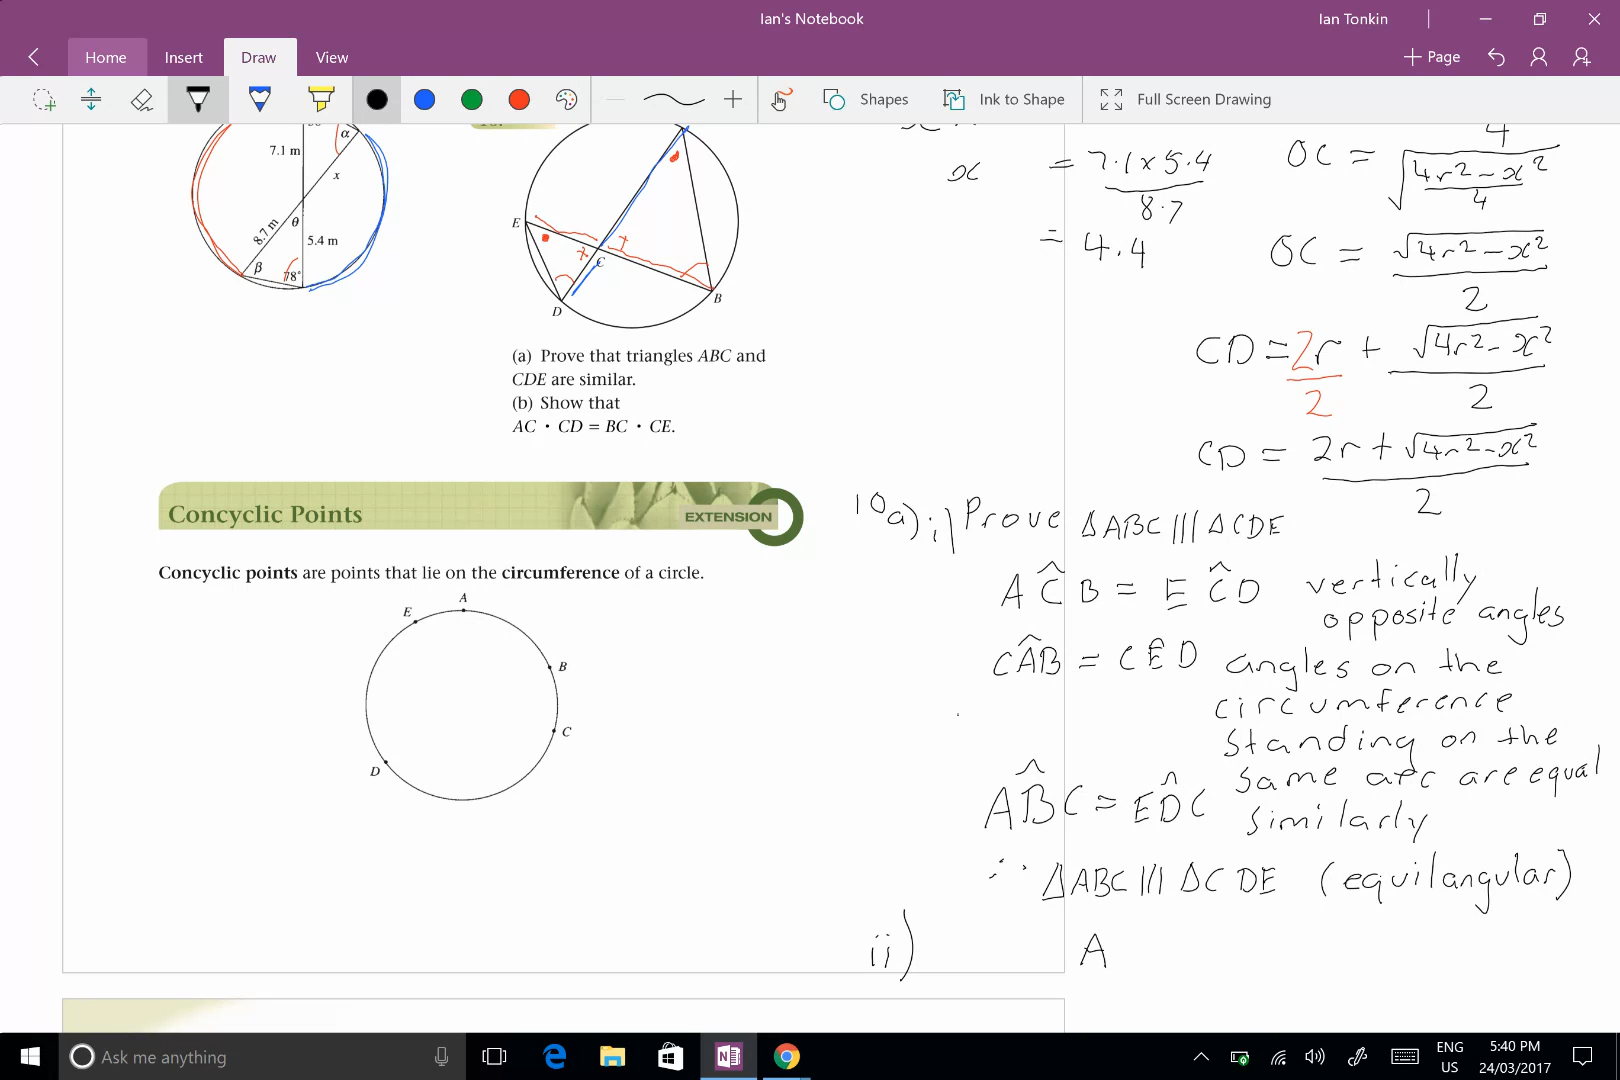 Ian's Notebook
Ian Tonkin
Home
Insert
Draw
View
Page
Shapes
Ink to Shape
Full Screen Drawing
7.1 m
α
x
8.7 m
θ
5.4 m
β
78°
E
C
B
D
(a) Prove that triangles ABC and
CDE are similar.
(b) Show that
AC • CD = BC • CE.
Concyclic Points
EXTENSION
Concyclic points are points that lie on the circumference of a circle.
A
E
B
C
D
x = 7.1 x 5.4
8.7
= 4.4
4
OC = √4r² - x²
4
OC = √4r² - x²
2
CD = 2r + √4r² - x²
2 2
CD = 2r + √4r² - x²
2
10a) i) Prove ΔABC ||| ΔCDE
AĈB = EĈD vertically
opposite angles
CÂB = CÊD angles on the
circumference
standing on the
same arc are equal
AB̂C = ED̂C similarly
∴ ΔABC ||| ΔCDE (equilangular)
ii) A
Ask me anything
ENG
US
5:40 PM
24/03/2017